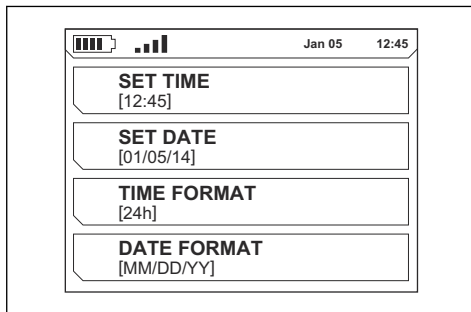 Jan 05 12:45
SET TIME
[12:45]
SET DATE
[01/05/14]
TIME FORMAT
[24h]
DATE FORMAT
[MM/DD/YY]